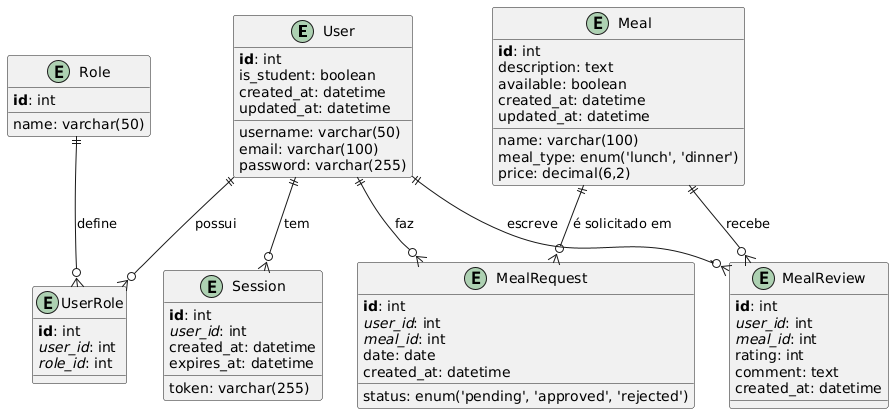 E Role
id: int
name: varchar(50)
E User
id: int
is_student: boolean
created_at: datetime
updated_at: datetime
username: varchar(50)
email: varchar(100)
password: varchar(255)
E Meal
id: int
description: text
available: boolean
created_at: datetime
updated_at: datetime
name: varchar(100)
meal_type: enum('lunch', 'dinner')
price: decimal(6,2)
define
possui
tem
faz
escreve
é solicitado em
recebe
E UserRole
id: int
user_id: int
role_id: int
E Session
id: int
user_id: int
created_at: datetime
expires_at: datetime
token: varchar(255)
E MealRequest
id: int
user_id: int
meal_id: int
date: date
created_at: datetime
status: enum('pending', 'approved', 'rejected')
E MealReview
id: int
user_id: int
meal_id: int
rating: int
comment: text
created_at: datetime